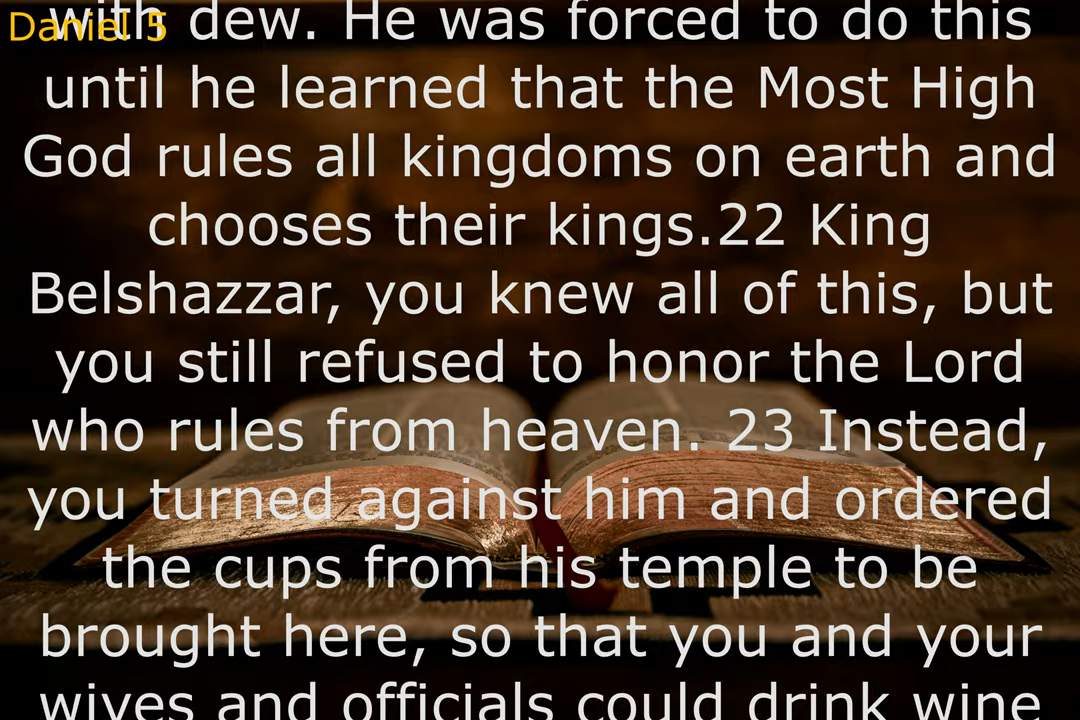 Daniel 5
with dew. He was forced to do this
until he learned that the Most High
God rules all kingdoms on earth and
chooses their kings.22 King
Belshazzar, you knew all of this, but
you still refused to honor the Lord
who rules from heaven. 23 Instead,
you turned against him and ordered
the cups from his temple to be
brought here, so that you and your
wives and officials could drink wine